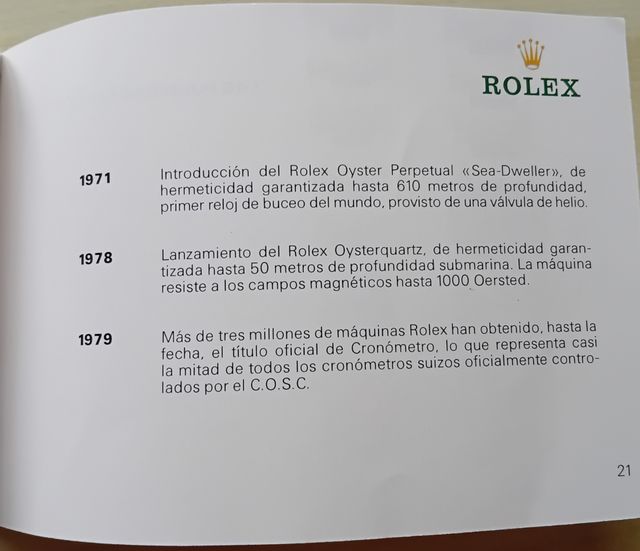 ROLEX
1971
Introducción del Rolex Oyster Perpetual «Sea-Dweller», de
hermeticidad garantizada hasta 610 metros de profundidad,
primer reloj de buceo del mundo, provisto de una válvula de helio.
1978
Lanzamiento del Rolex Oysterquartz, de hermeticidad garan-
tizada hasta 50 metros de profundidad submarina. La máquina
resiste a los campos magnéticos hasta 1000 Oersted.
1979
Más de tres millones de máquinas Rolex han obtenido, hasta la
fecha, el título oficial de Cronómetro, lo que representa casi
la mitad de todos los cronómetros suizos oficialmente contro-
lados por el C.O.S.C.
21